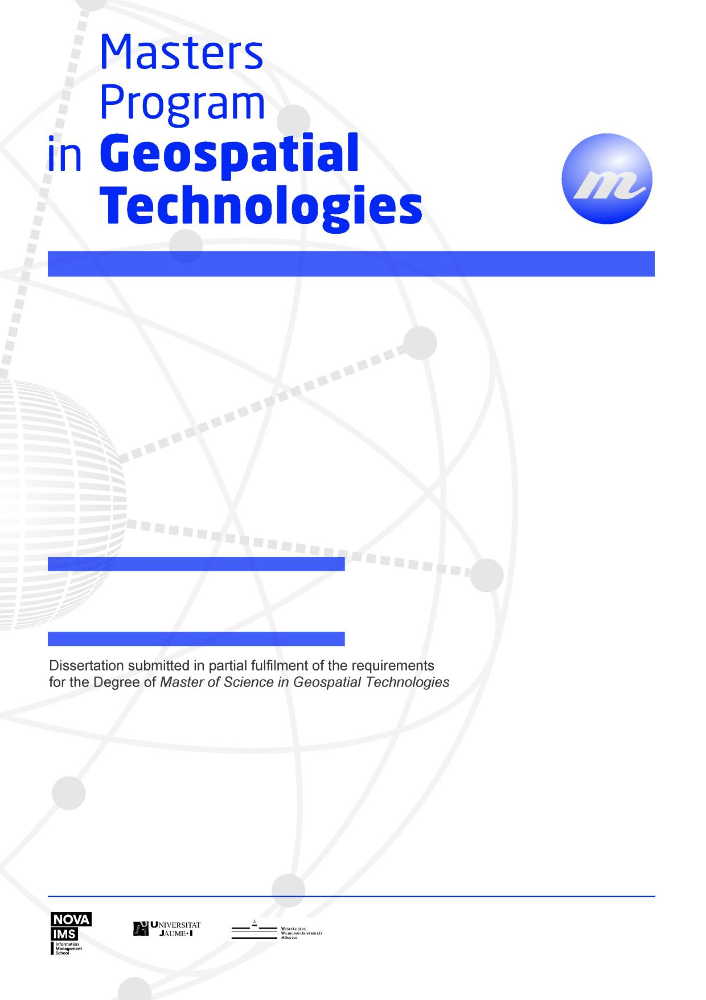 Masters
Program
in Geospatial
Technologies
m
Dissertation submitted in partial fulfilment of the requirements
for the Degree of Master of Science in Geospatial Technologies
NOVA
IMS
Information
Management
School
UNIVERSITAT
JAUME•I
WESTFÄLISCHE
WILHELMS-UNIVERSITÄT
MÜNSTER